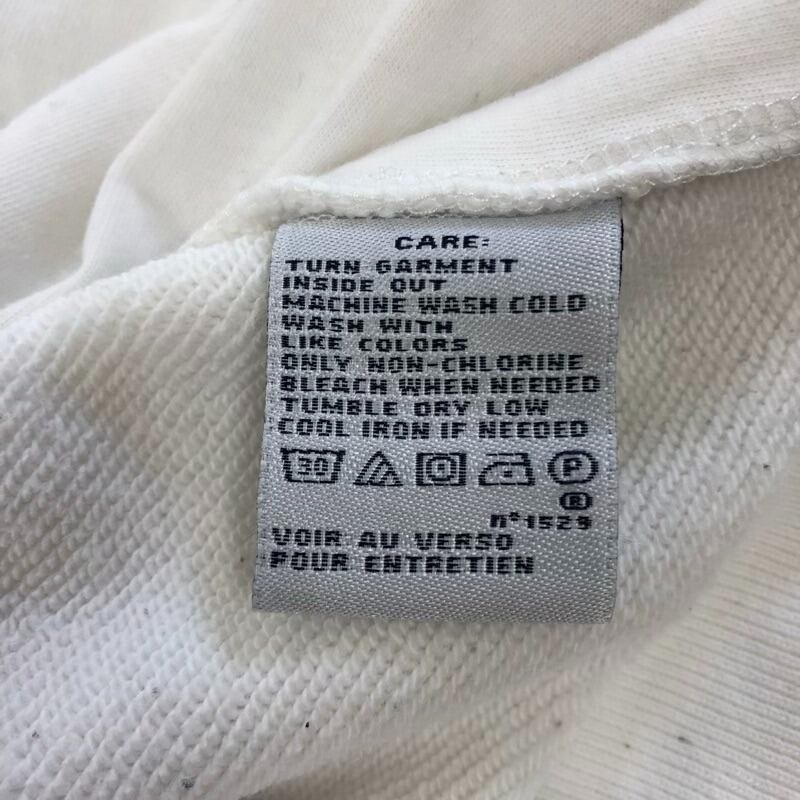 CARE:
TURN GARMENT
INSIDE OUT
MACHINE WASH COLD
WASH WITH
LIKE COLORS
ONLY NON-CHLORINE
BLEACH WHEN NEEDED
TUMBLE DRY LOW
COOL IRON IF NEEDED
30 P
®
n°1529
VOIR AU VERSO
POUR ENTRETIEN